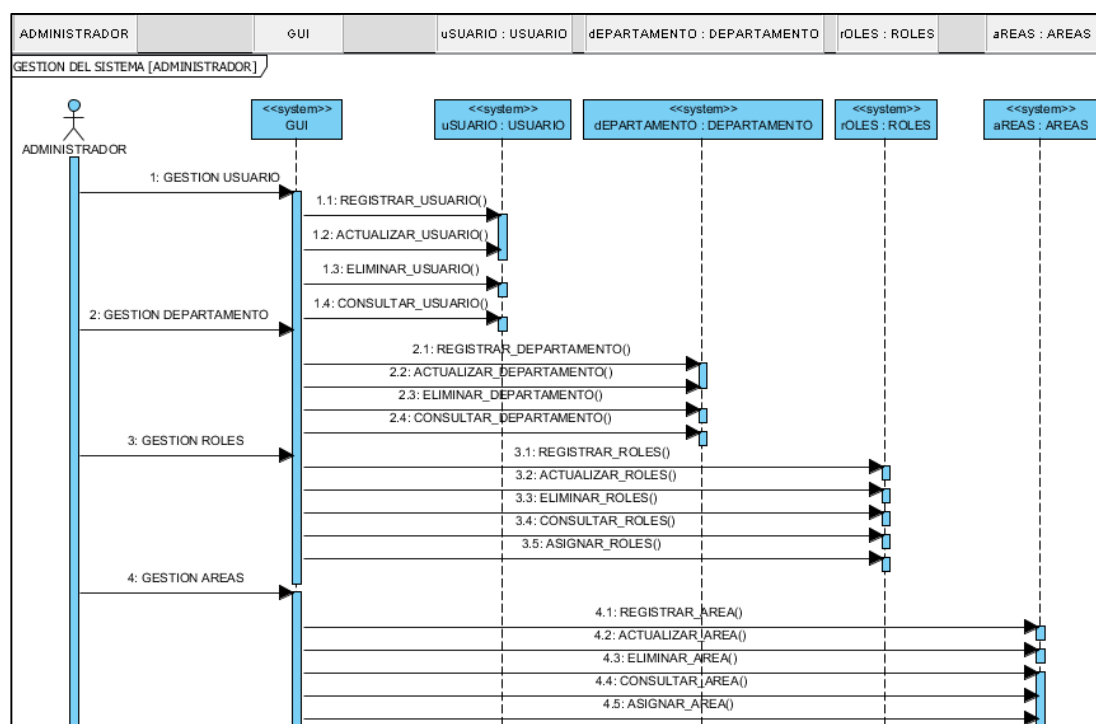 ADMINISTRADOR GUI uSUARIO : USUARIO dEPARTAMENTO : DEPARTAMENTO rOLES : ROLES aREAS : AREAS
GESTION DEL SISTEMA [ADMINISTRADOR]
<<system>> <<system>> <<system>> <<system>> <<system>>
GUI uSUARIO : USUARIO dEPARTAMENTO : DEPARTAMENTO rOLES : ROLES aREAS : AREAS
ADMINISTRADOR
1: GESTION USUARIO
1.1: REGISTRAR_USUARIO()
1.2: ACTUALIZAR_USUARIO()
1.3: ELIMINAR_USUARIO()
1.4: CONSULTAR_USUARIO()
2: GESTION DEPARTAMENTO
2.1: REGISTRAR_DEPARTAMENTO()
2.2: ACTUALIZAR_DEPARTAMENTO()
2.3: ELIMINAR_DEPARTAMENTO()
2.4: CONSULTAR_DEPARTAMENTO()
3: GESTION ROLES
3.1: REGISTRAR_ROLES()
3.2: ACTUALIZAR_ROLES()
3.3: ELIMINAR_ROLES()
3.4: CONSULTAR_ROLES()
3.5: ASIGNAR_ROLES()
4: GESTION AREAS
4.1: REGISTRAR_AREA()
4.2: ACTUALIZAR_AREA()
4.3: ELIMINAR_AREA()
4.4: CONSULTAR_AREA()
4.5: ASIGNAR_AREA()